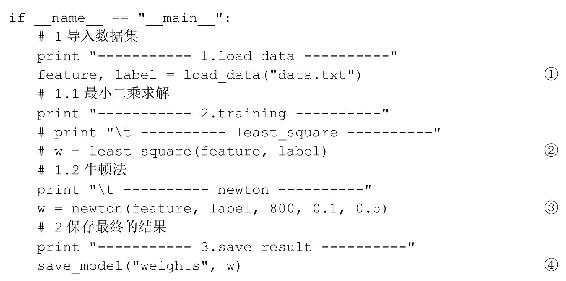 if __name__ == "__main__":
    # 1 导入数据集
    print "----------- 1.load data ----------"
    feature, label = load_data("data.txt") ①
    # 1.1 最小二乘求解
    print "----------- 2.training ----------"
    # print "\t ---------- least_square ----------"
    # w = least_square(feature, label) ②
    # 1.2 牛顿法
    print "\t ---------- newton ----------"
    w = newton(feature, label, 800, 0.1, 0.5) ③
    # 2 保存最终的结果
    print "----------- 3.save result ----------"
    save_model("weights", w) ④